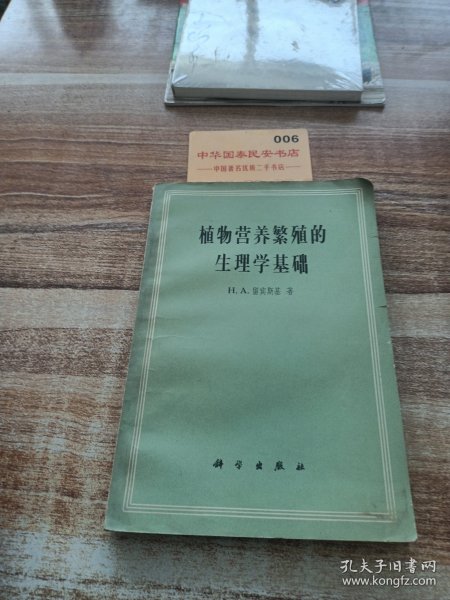 006
中华国泰民安书店
——中国著名优秀二手书店——
植物营养繁殖的
生理学基础
H. A. 留宾斯基 著
科学出版社
孔夫子旧书网
www.kongfz.com